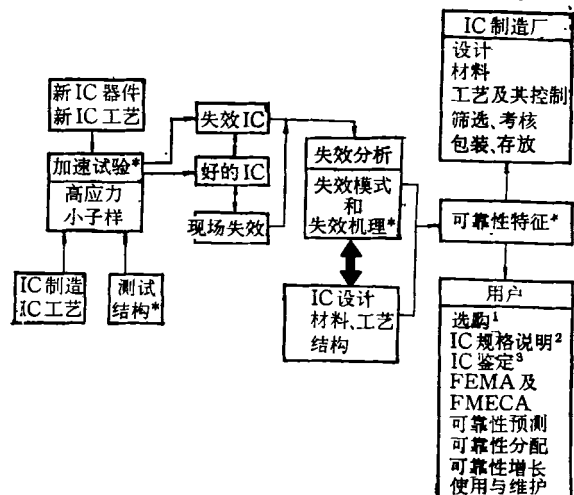 新IC器件
新IC工艺
加速试验*
高应力
小子样
IC制造
IC工艺
测试
结构*
失效IC
好的IC
现场失效
失效分析
失效模式
和
失效机理*
IC设计
材料、工艺
结构
可靠性特征*
IC制造厂
设计
材料
工艺及其控制
筛选、考核
包装、存放
用户
选购¹
IC规格说明²
IC鉴定³
FEMA及
FMECA
可靠性预测
可靠性分配
可靠性增长
使用与维护